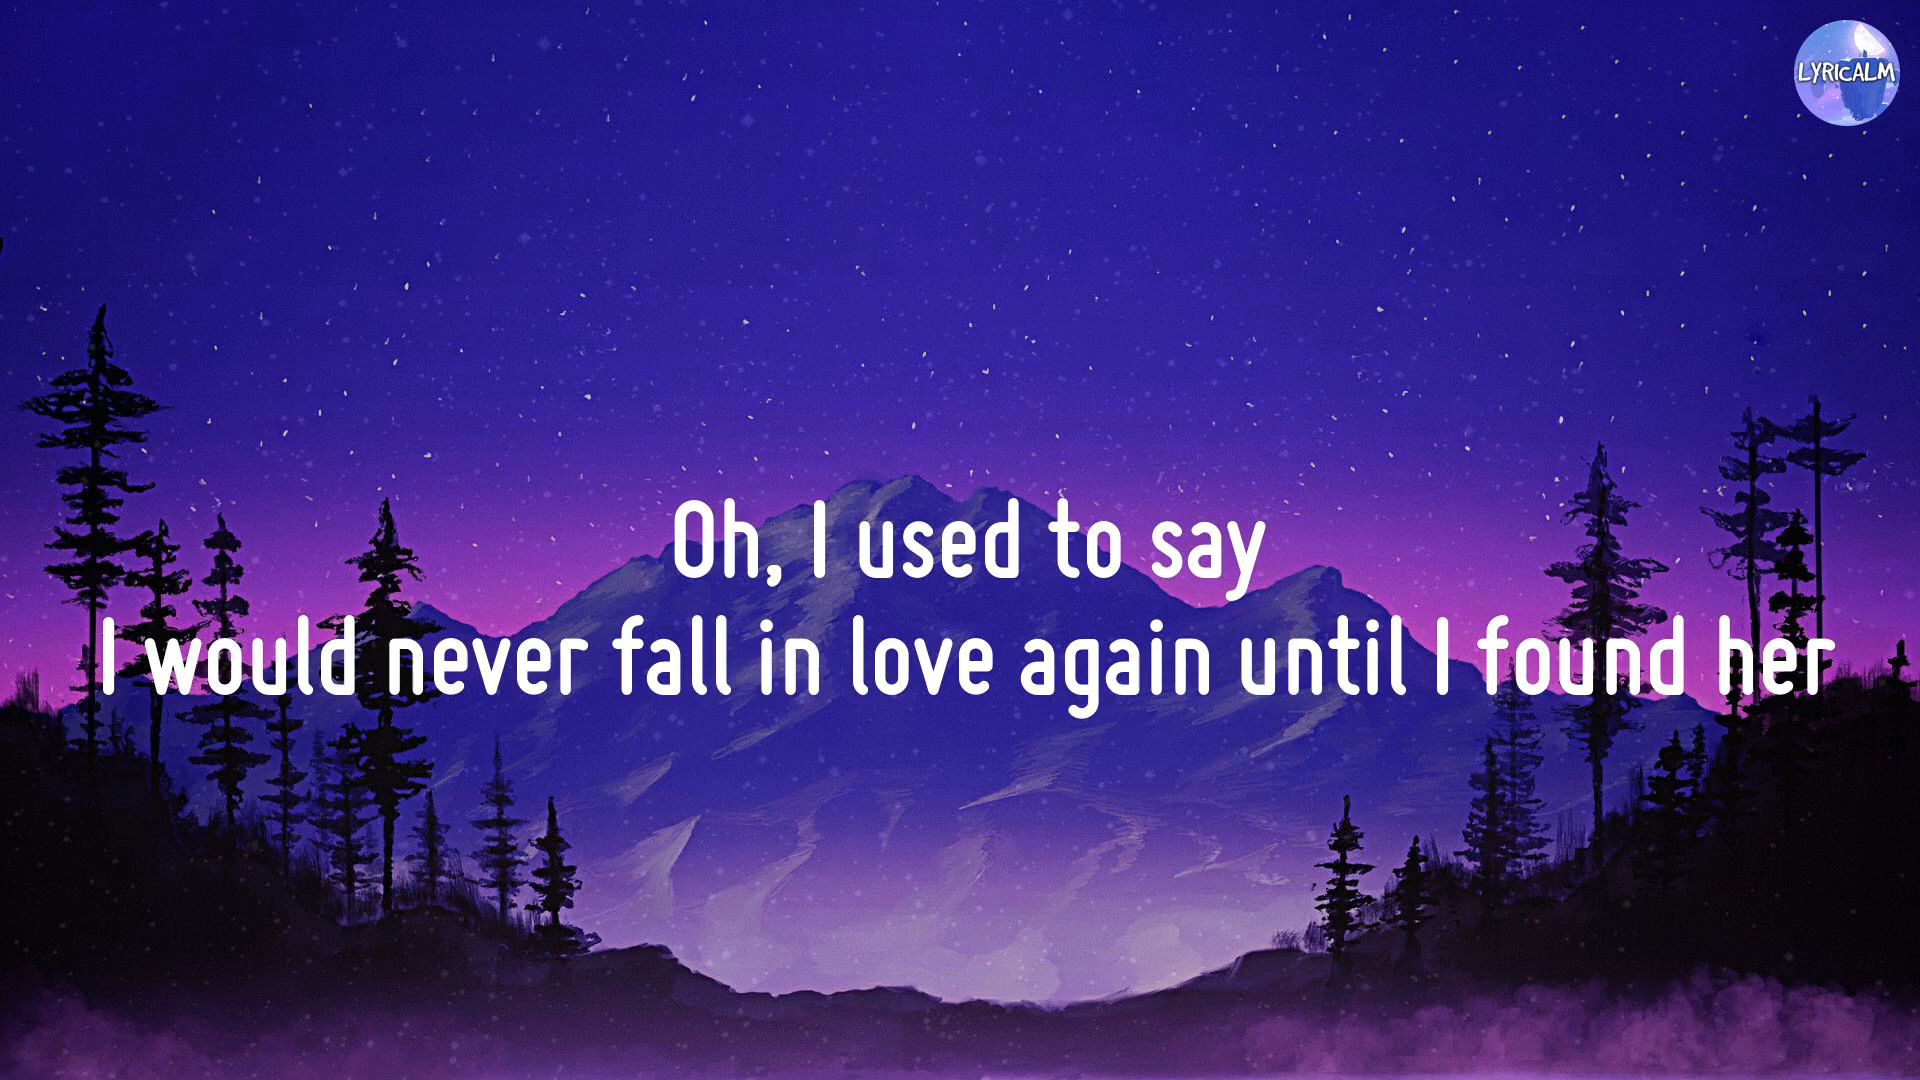 LYRICALM
Oh, I used to say
I would never fall in love again until I found her